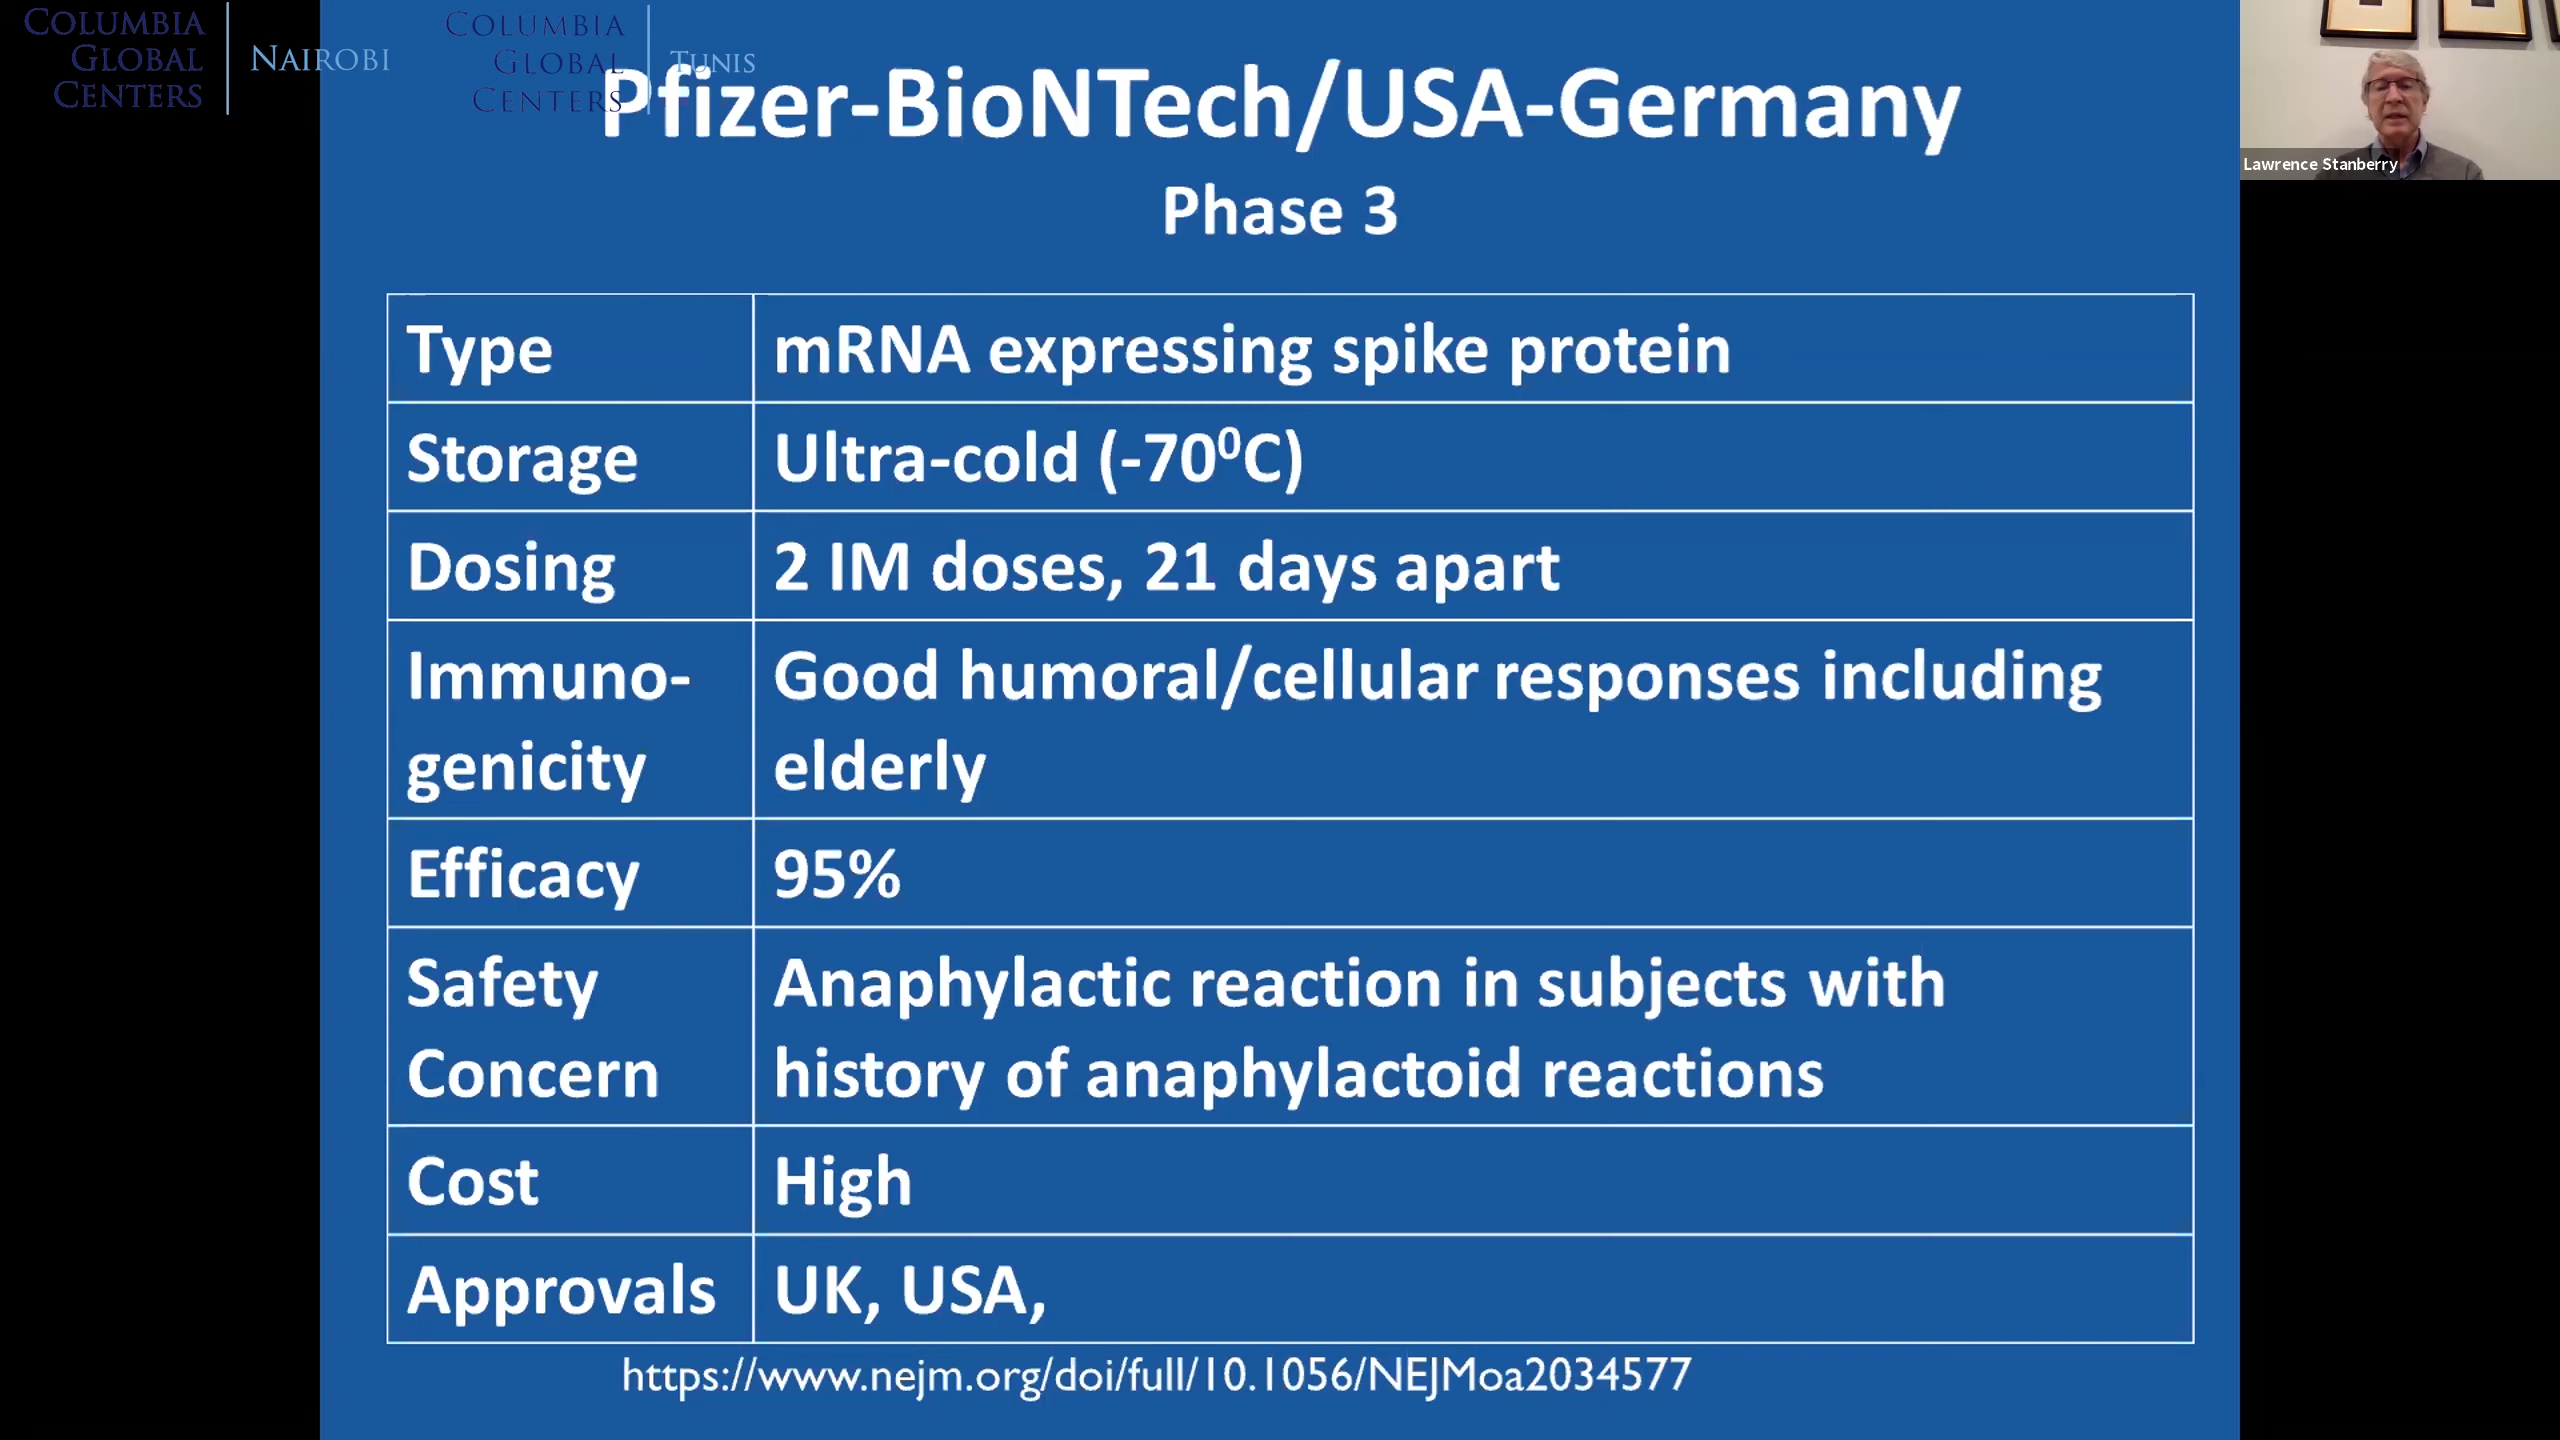 COLUMBIA
GLOBAL
CENTERS
NAIROBI
COLUMBIA
GLOBAL
CENTERS
TUNIS
Pfizer-BioNTech/USA-Germany
Phase 3
Lawrence Stanberry
Type mRNA expressing spike protein
Storage Ultra-cold (-70⁰C)
Dosing 2 IM doses, 21 days apart
Immuno- Good humoral/cellular responses including
genicity elderly
Efficacy 95%
Safety Anaphylactic reaction in subjects with
Concern history of anaphylactoid reactions
Cost High
Approvals UK, USA,
https://www.nejm.org/doi/full/10.1056/NEJMoa2034577